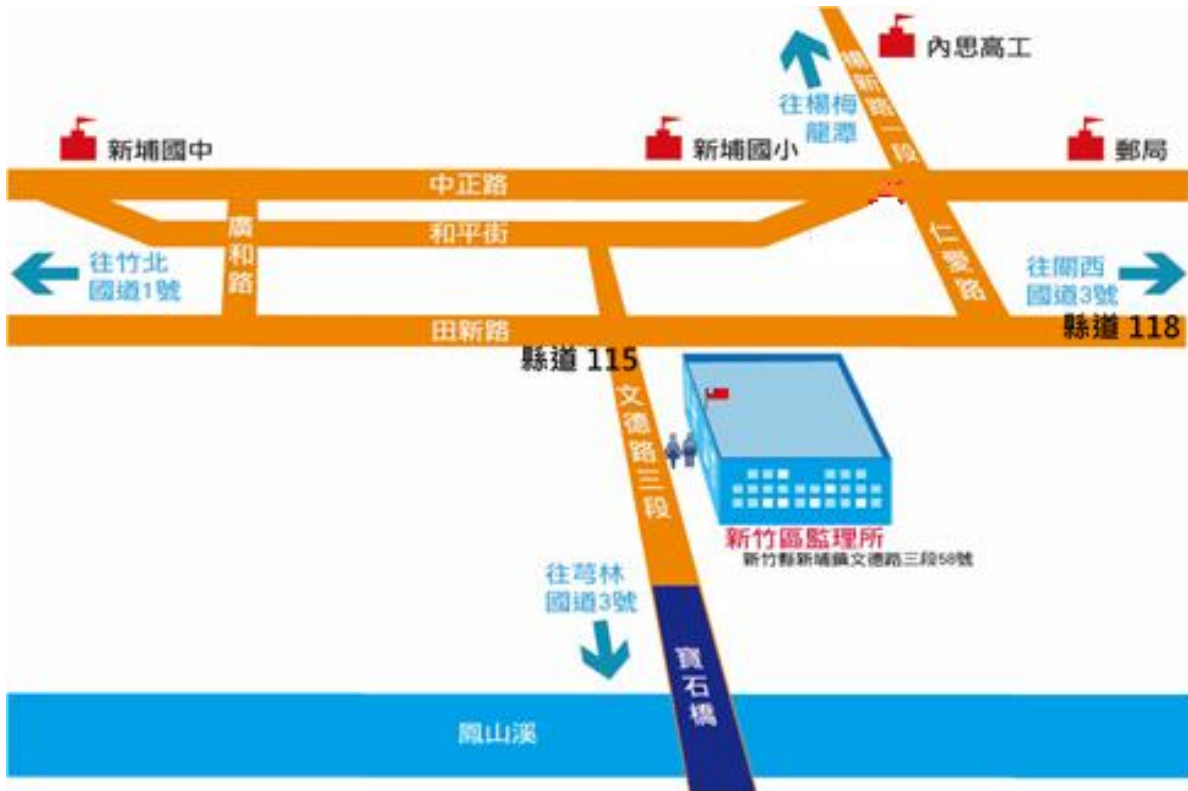 內思高工
楊新路一段
往楊梅
龍潭
新埔國中
新埔國小
郵局
中正路
廣和路
和平街
仁愛路
往竹北
國道1號
往關西
國道3號
田新路
縣道 118
縣道 115
文德路三段
新竹區監理所
新竹縣新埔鎮文德路三段58號
往芎林
國道3號
寶石橋
鳳山溪